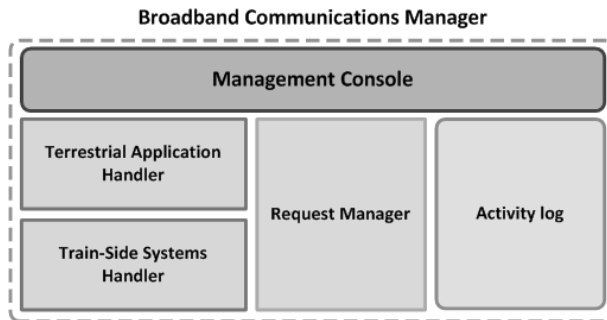 Broadband Communications Manager
Management Console
Terrestrial Application
Handler
Request Manager
Activity log
Train-Side Systems
Handler